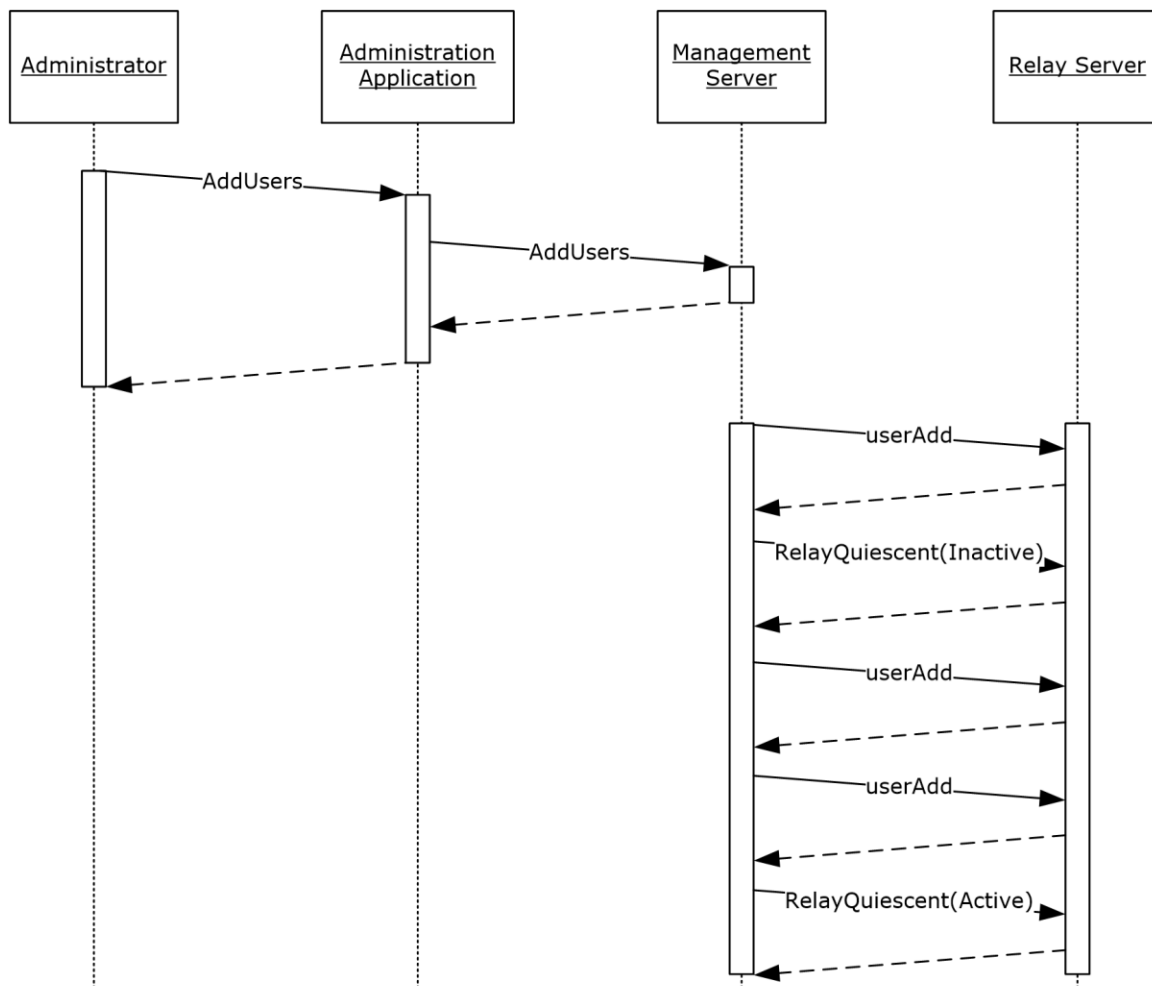 Administrator
Administration
Application
Management
Server
Relay Server
AddUsers
AddUsers
userAdd
RelayQuiescent(Inactive)
userAdd
userAdd
RelayQuiescent(Active)